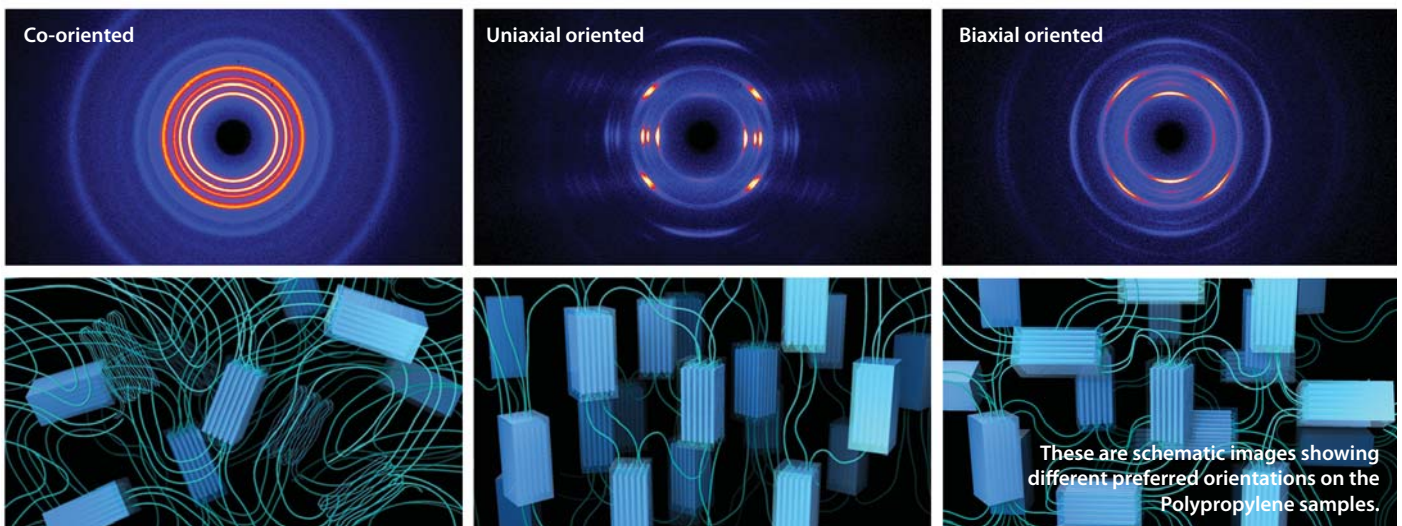 Co-oriented
Uniaxial oriented
Biaxial oriented
These are schematic images showing
different preferred orientations on the
Polypropylene samples.